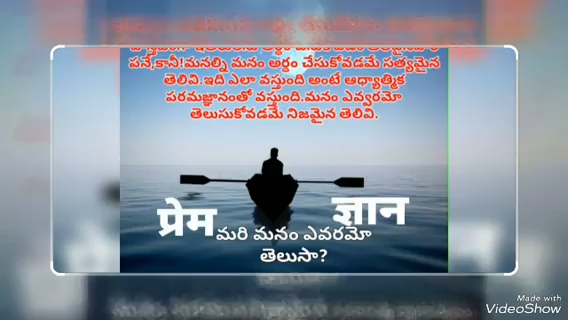 పనే,కానీ!మనల్ని మనం అర్దం చేసుకోవడమే సత్యమైన
తెలివి.ఇది ఎలా వస్తుంది అంటే ఆధ్యాత్మిక
పరమజ్ఞానంతో వస్తుంది.మనం ఎవ్వరమో
తెలుసుకోవడమే నిజమైన తెలివి.
प्रेम ज्ञान
మరి మనం ఎవరమో
తెలుసా?
Made with
VideoShow